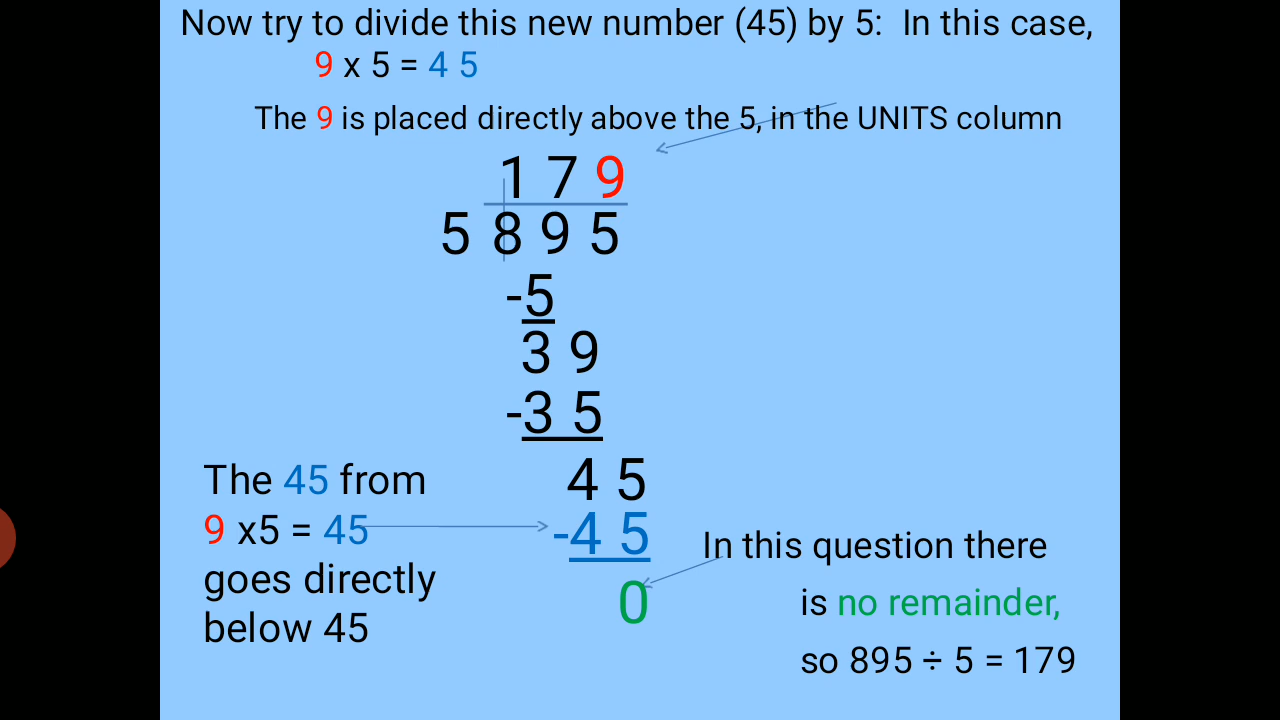 Now try to divide this new number (45) by 5: In this case,
9 x 5 = 4 5
The 9 is placed directly above the 5, in the UNITS column
1 7 9
5 8 9 5
-5
3 9
-3 5
4 5
-4 5
0
The 45 from
9 x5 = 45
goes directly
below 45
In this question there
is no remainder,
so 895 ÷ 5 = 179